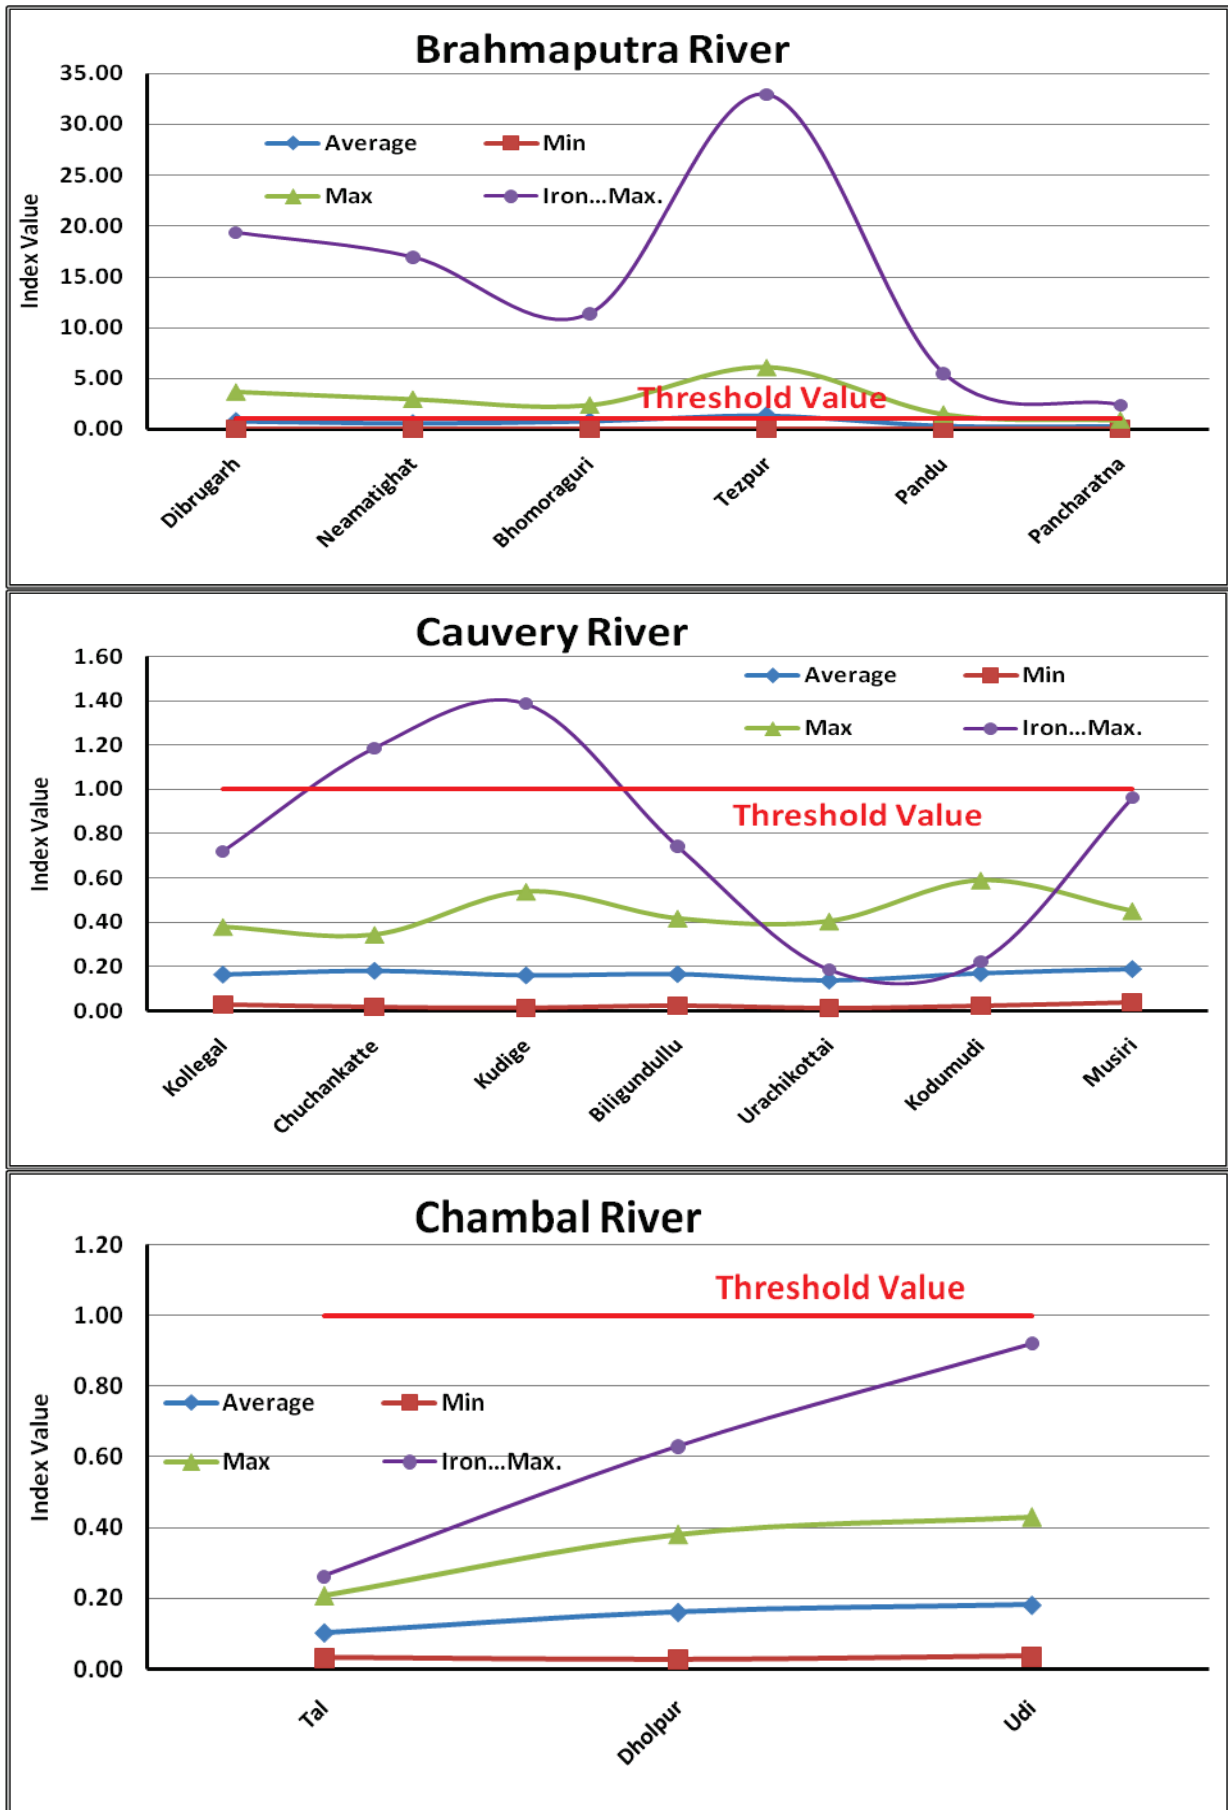 Brahmaputra River
35.00
30.00
25.00
20.00
15.00
10.00
5.00
0.00
Index Value
Average
Min
Max
Iron...Max.
Threshold Value
Dibrugarh
Neamatighat
Bhomoraguri
Tezpur
Pandu
Pancharatna
Cauvery River
1.60
1.40
1.20
1.00
0.80
0.60
0.40
0.20
0.00
Index Value
Average
Min
Max
Iron...Max.
Threshold Value
Kollegal
Chuchankatte
Kudige
Biligundullu
Urachikottai
Kodumudi
Musiri
Chambal River
1.20
1.00
0.80
0.60
0.40
0.20
0.00
Index Value
Threshold Value
Average
Min
Max
Iron...Max.
Tal
Dholpur
Udi